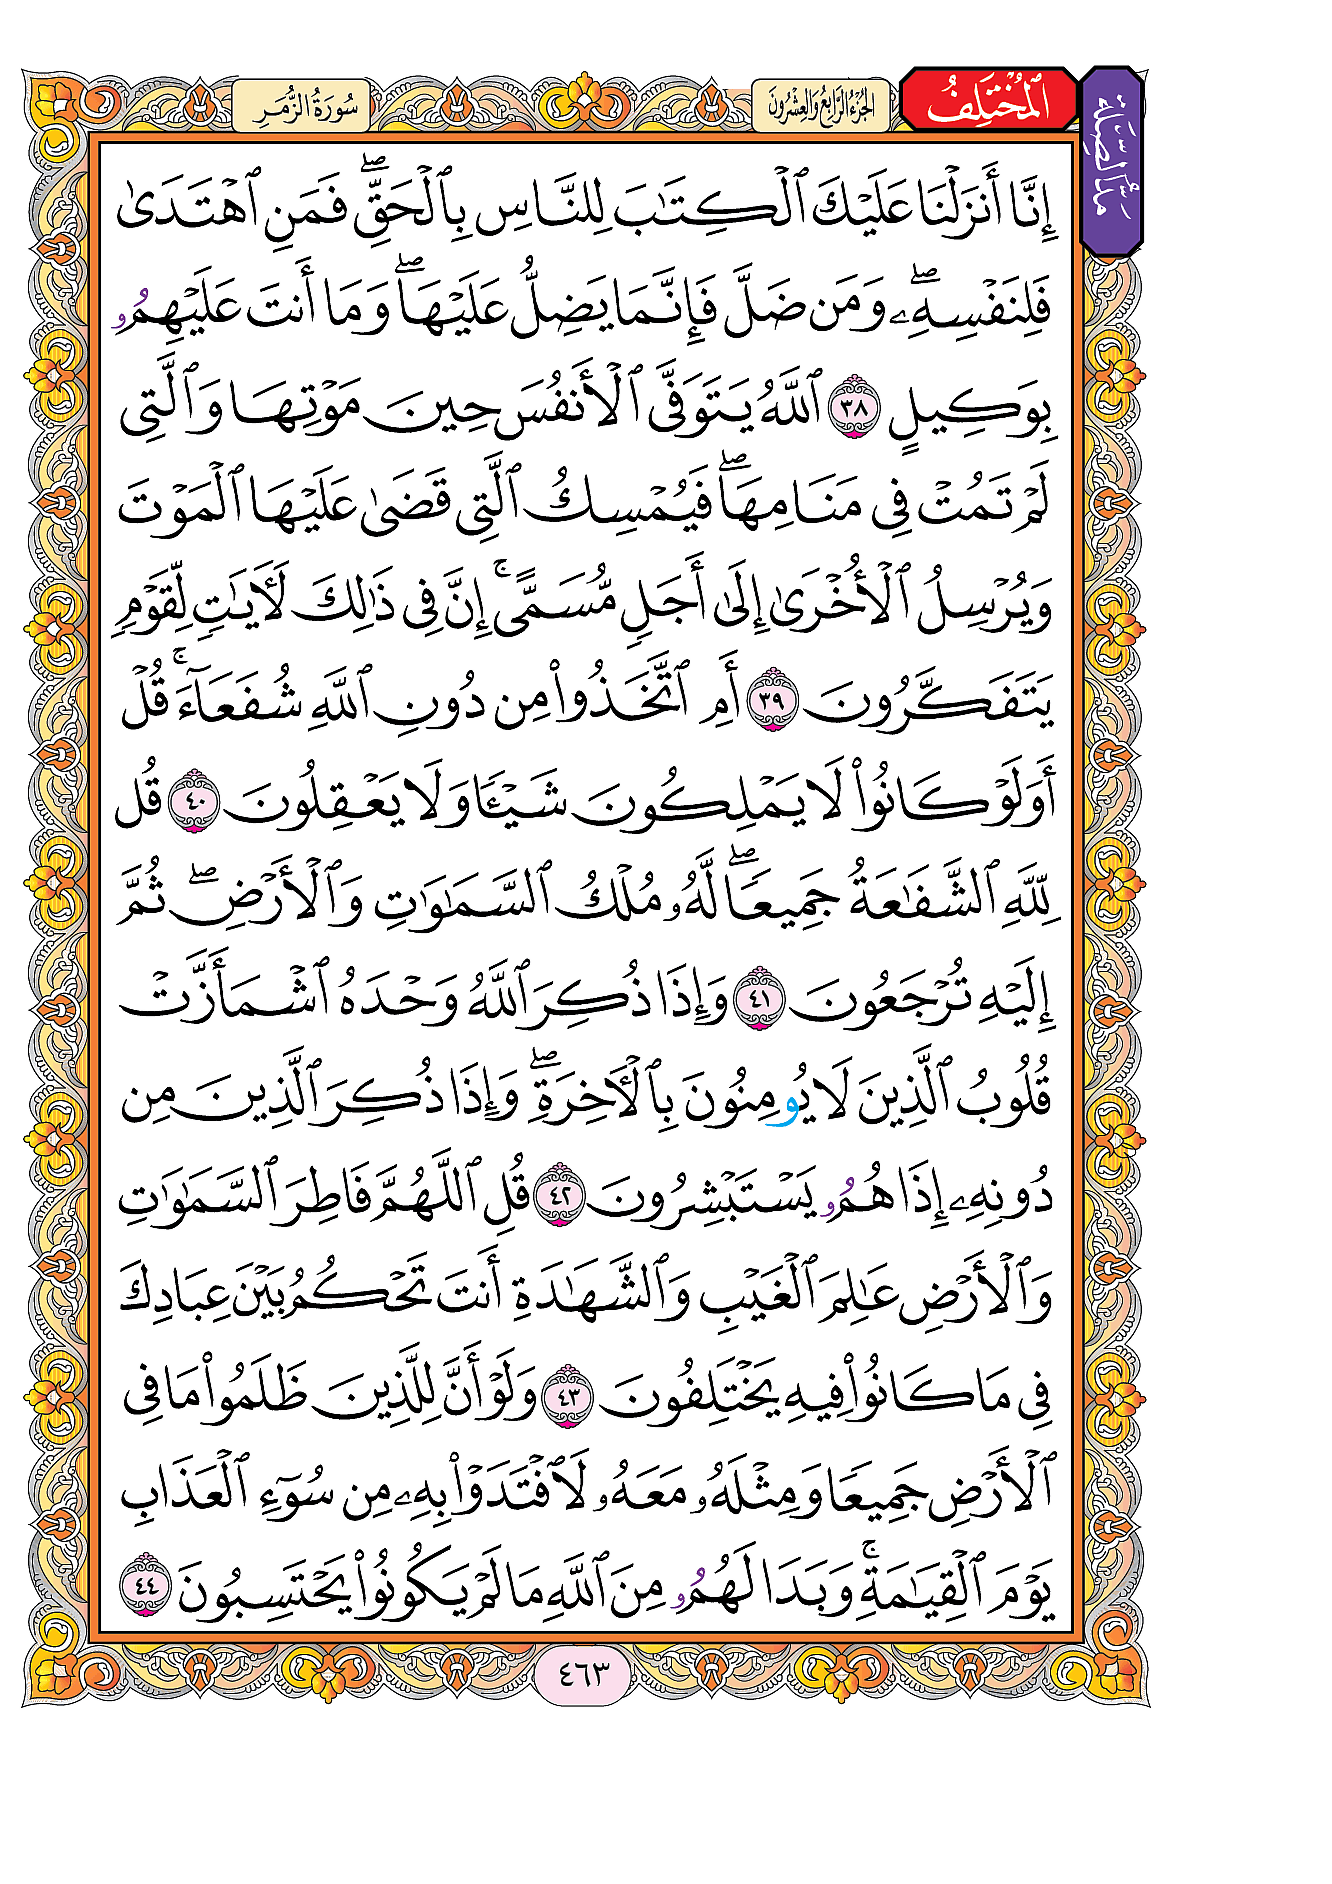 سُورَةُ الزُّمَرِ
الجُزْءُ الرَّابِعُ وَالعِشْرُونَ
ٱلْمُخْتَلِفُ
مَدُّ الصِّلَة
إِنَّا أَنزَلْنَا عَلَيْكَ ٱلْكِتَٰبَ لِلنَّاسِ بِٱلْحَقِّ ۖ فَمَنِ ٱهْتَدَىٰ
فَلِنَفْسِهِۦ ۖ وَمَن ضَلَّ فَإِنَّمَا يَضِلُّ عَلَيْهَا ۖ وَمَا أَنتَ عَلَيْهِمُۥ
بِوَكِيلٍ ٣٨ ٱللَّهُ يَتَوَفَّى ٱلْأَنفُسَ حِينَ مَوْتِهَا وَٱلَّتِى
لَمْ تَمُتْ فِى مَنَامِهَا ۖ فَيُمْسِكُ ٱلَّتِى قَضَىٰ عَلَيْهَا ٱلْمَوْتَ
وَيُرْسِلُ ٱلْأُخْرَىٰ إِلَىٰ أَجَلٍ مُّسَمًّى ۚ إِنَّ فِى ذَٰلِكَ لَأٓيَٰتٍ لِّقَوْمٍ
يَتَفَكَّرُونَ ٣٩ أَمِ ٱتَّخَذُوا۟ مِن دُونِ ٱللَّهِ شُفَعَآءَ ۚ قُلْ
أَوَلَوْ كَانُوا۟ لَا يَمْلِكُونَ شَيْـًٔا وَلَا يَعْقِلُونَ ٤٠ قُل
لِّلَّهِ ٱلشَّفَٰعَةُ جَمِيعًا ۖ لَّهُۥ مُلْكُ ٱلسَّمَٰوَٰتِ وَٱلْأَرْضِ ۖ ثُمَّ
إِلَيْهِ تُرْجَعُونَ ٤١ وَإِذَا ذُكِرَ ٱللَّهُ وَحْدَهُ ٱشْمَأَزَّتْ
قُلُوبُ ٱلَّذِينَ لَا يُومِنُونَ بِٱلْأَخِرَةِ ۖ وَإِذَا ذُكِرَ ٱلَّذِينَ مِن
دُونِهِۦ إِذَا هُمُۥ يَسْتَبْشِرُونَ ٤٢ قُلِ ٱللَّهُمَّ فَاطِرَ ٱلسَّمَٰوَٰتِ
وَٱلْأَرْضِ عَٰلِمَ ٱلْغَيْبِ وَٱلشَّهَٰدَةِ أَنتَ تَحْكُمُ بَيْنَ عِبَادِكَ
فِى مَا كَانُوا۟ فِيهِ يَخْتَلِفُونَ ٤٣ وَلَوْ أَنَّ لِلَّذِينَ ظَلَمُوا۟ مَا فِى
ٱلْأَرْضِ جَمِيعًا وَمِثْلَهُۥ مَعَهُۥ لَٱفْتَدَوْا۟ بِهِۦ مِن سُوٓءِ ٱلْعَذَابِ
يَوْمَ ٱلْقِيَٰمَةِ ۚ وَبَدَا لَهُمُۥ مِنَ ٱللَّهِ مَا لَمْ يَكُونُوا۟ يَحْتَسِبُونَ ٤٤
٤٦٣